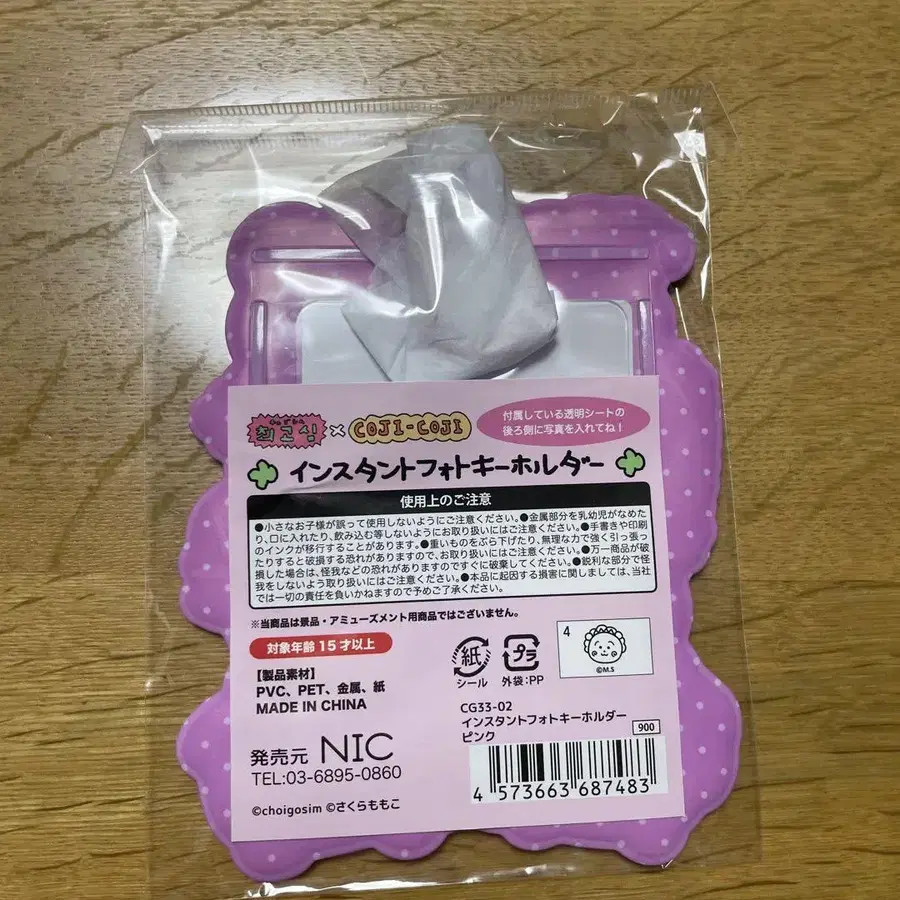 최고심 × COJI-COJI
付属している透明シートの
後ろ側に写真を入れてね！
インスタントフォトキーホルダー
使用上のご注意
●小さなお子様が誤って使用しないようにご注意ください。●金属部分を乳幼児がなめた
り、口に入れたり、飲み込む等しないようにお取り扱いにはご注意ください。●手書きや印刷
のインクが移行することがあります。●重いものをぶら下げたり、無理な力で強く引っ張っ
たりすると破損する恐れがありますので、お取り扱いにはご注意ください。●万一商品が破
損した場合は、怪我などの恐れがありますのですぐに破棄してください。●鋭利な部分で怪
我をしないよう取り扱いにはご注意ください。●本品に起因する損害に関しましては、当社
では一切の責任を負いかねますので予めご了承ください。
※当商品は景品・アミューズメント用商品ではございません。
対象年齢15才以上
【製品素材】
PVC、PET、金属、紙
MADE IN CHINA
紙
シール
プラ
外袋:PP
4
©M.S
CG33-02
インスタントフォトキーホルダー
ピンク
900
発売元 NIC
TEL:03-6895-0860
4 573663 687483
©choigosim ©さくらももこ